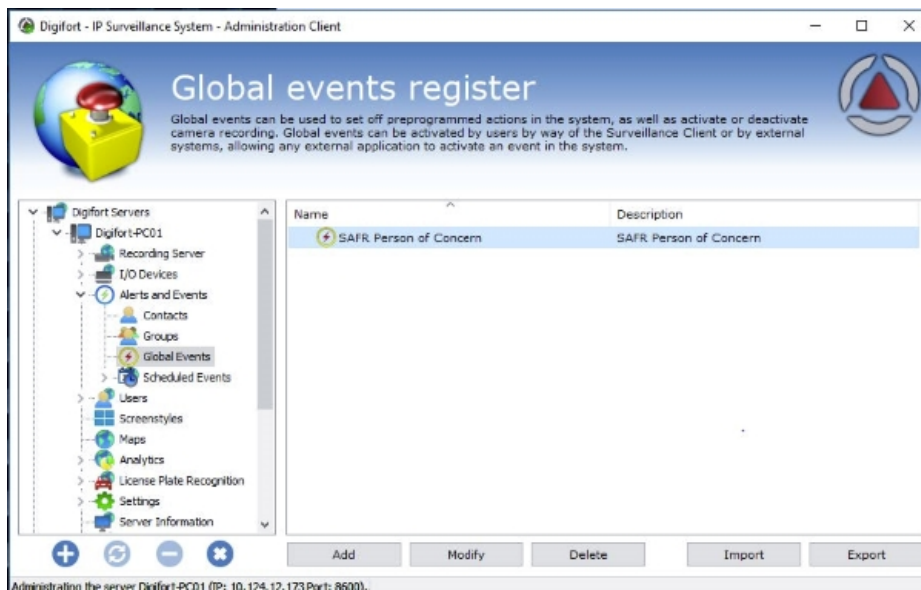 Digifort - IP Surveillance System - Administration Client
Global events register
Global events can be used to set off preprogrammed actions in the system, as well as activate or deactivate
camera recording. Global events can be activated by users by way of the Surveillance Client or by external
systems, allowing any external application to activate an event in the system.
Digifort Servers
Digifort-PC01
Recording Server
I/O Devices
Alerts and Events
Contacts
Groups
Global Events
Scheduled Events
Users
Screenstyles
Maps
Analytics
License Plate Recognition
Settings
Server Information
Name Description
SAFR Person of Concern SAFR Person of Concern
Add Modify Delete Import Export
Administrating the server Digifort-PC01 (IP: 10.124.12.173 Port: 8600).